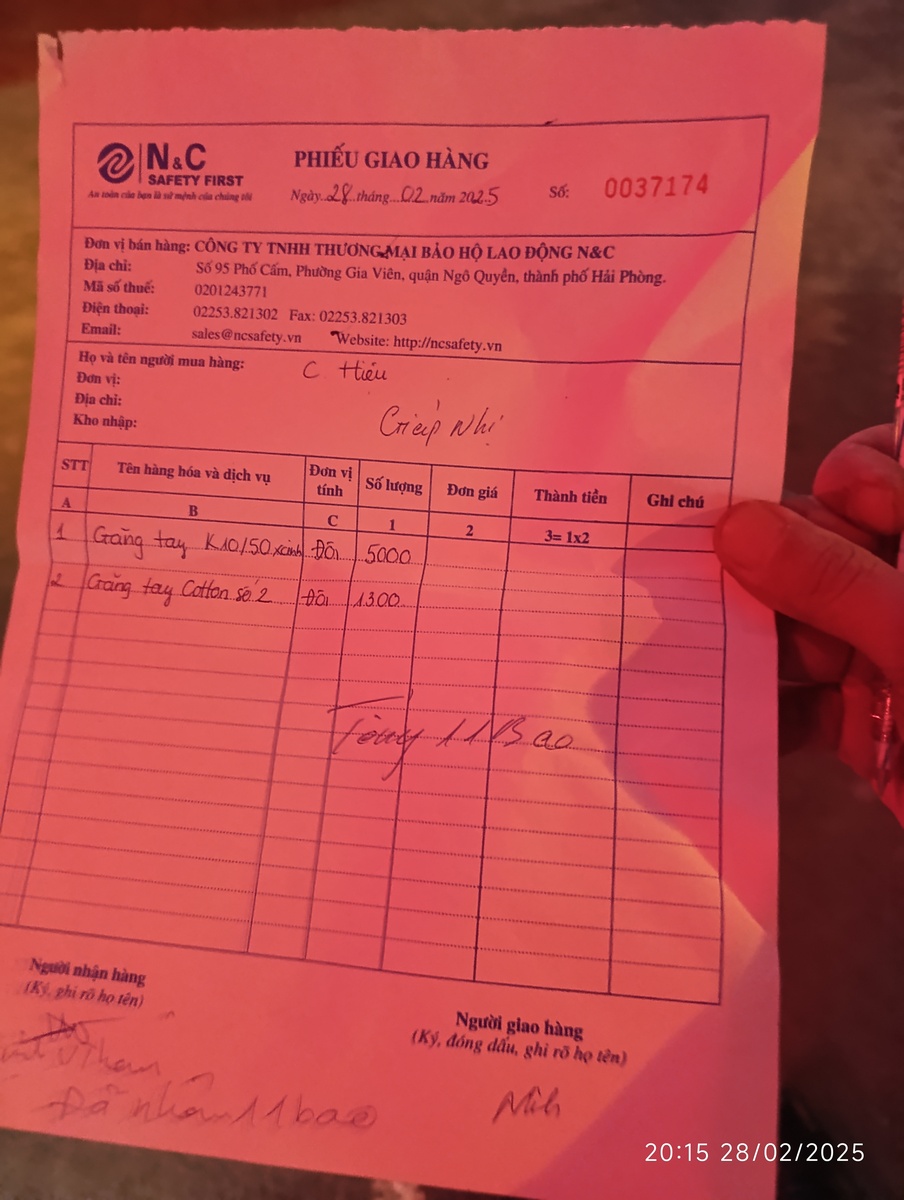 N&C
SAFETY FIRST
An toàn của bạn là sứ mệnh của chúng tôi
PHIẾU GIAO HÀNG
Ngày 28 tháng 02 năm 2025
Số: 0037174
Đơn vị bán hàng: CÔNG TY TNHH THƯƠNG MẠI BẢO HỘ LAO ĐỘNG N&C
Địa chỉ: Số 95 Phố Cấm, Phường Gia Viên, quận Ngô Quyền, thành phố Hải Phòng.
Mã số thuế: 0201243771
Điện thoại: 02253.821302 Fax: 02253.821303
Email: sales@ncsafety.vn Website: http://ncsafety.vn
Họ và tên người mua hàng: C Hiếu
Đơn vị:
Địa chỉ: Giáp Nhị
Kho nhập:
STT Tên hàng hóa và dịch vụ Đơn vị tính Số lượng Đơn giá Thành tiền Ghi chú
A B C 1 2 3= 1x2
1 Găng tay K10/50 xanh Đôi 5000
2 Găng tay Cotton số 2 Đôi 1300
Tổng 11 Bao
Người nhận hàng
(Ký, ghi rõ họ tên)
Người giao hàng
(Ký, đóng dấu, ghi rõ họ tên)
Đã nhận 11 bao
20:15 28/02/2025